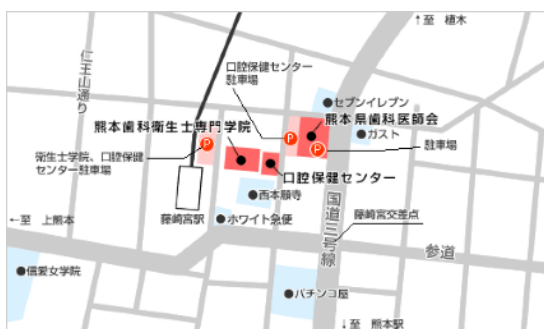 ↑至 植木
仁王山通り
口腔保健センター
駐車場
セブンイレブン
熊本県歯科医師会
熊本歯科衛生士専門学院
ガスト
駐車場
P
P
P
衛生士学院、口腔保健
センター駐車場
口腔保健センター
西本願寺
藤崎宮駅
ホワイト急便
国道三号線
藤崎宮交差点
←至 上熊本
参道
信愛女学院
パチンコ屋
↓至 熊本駅